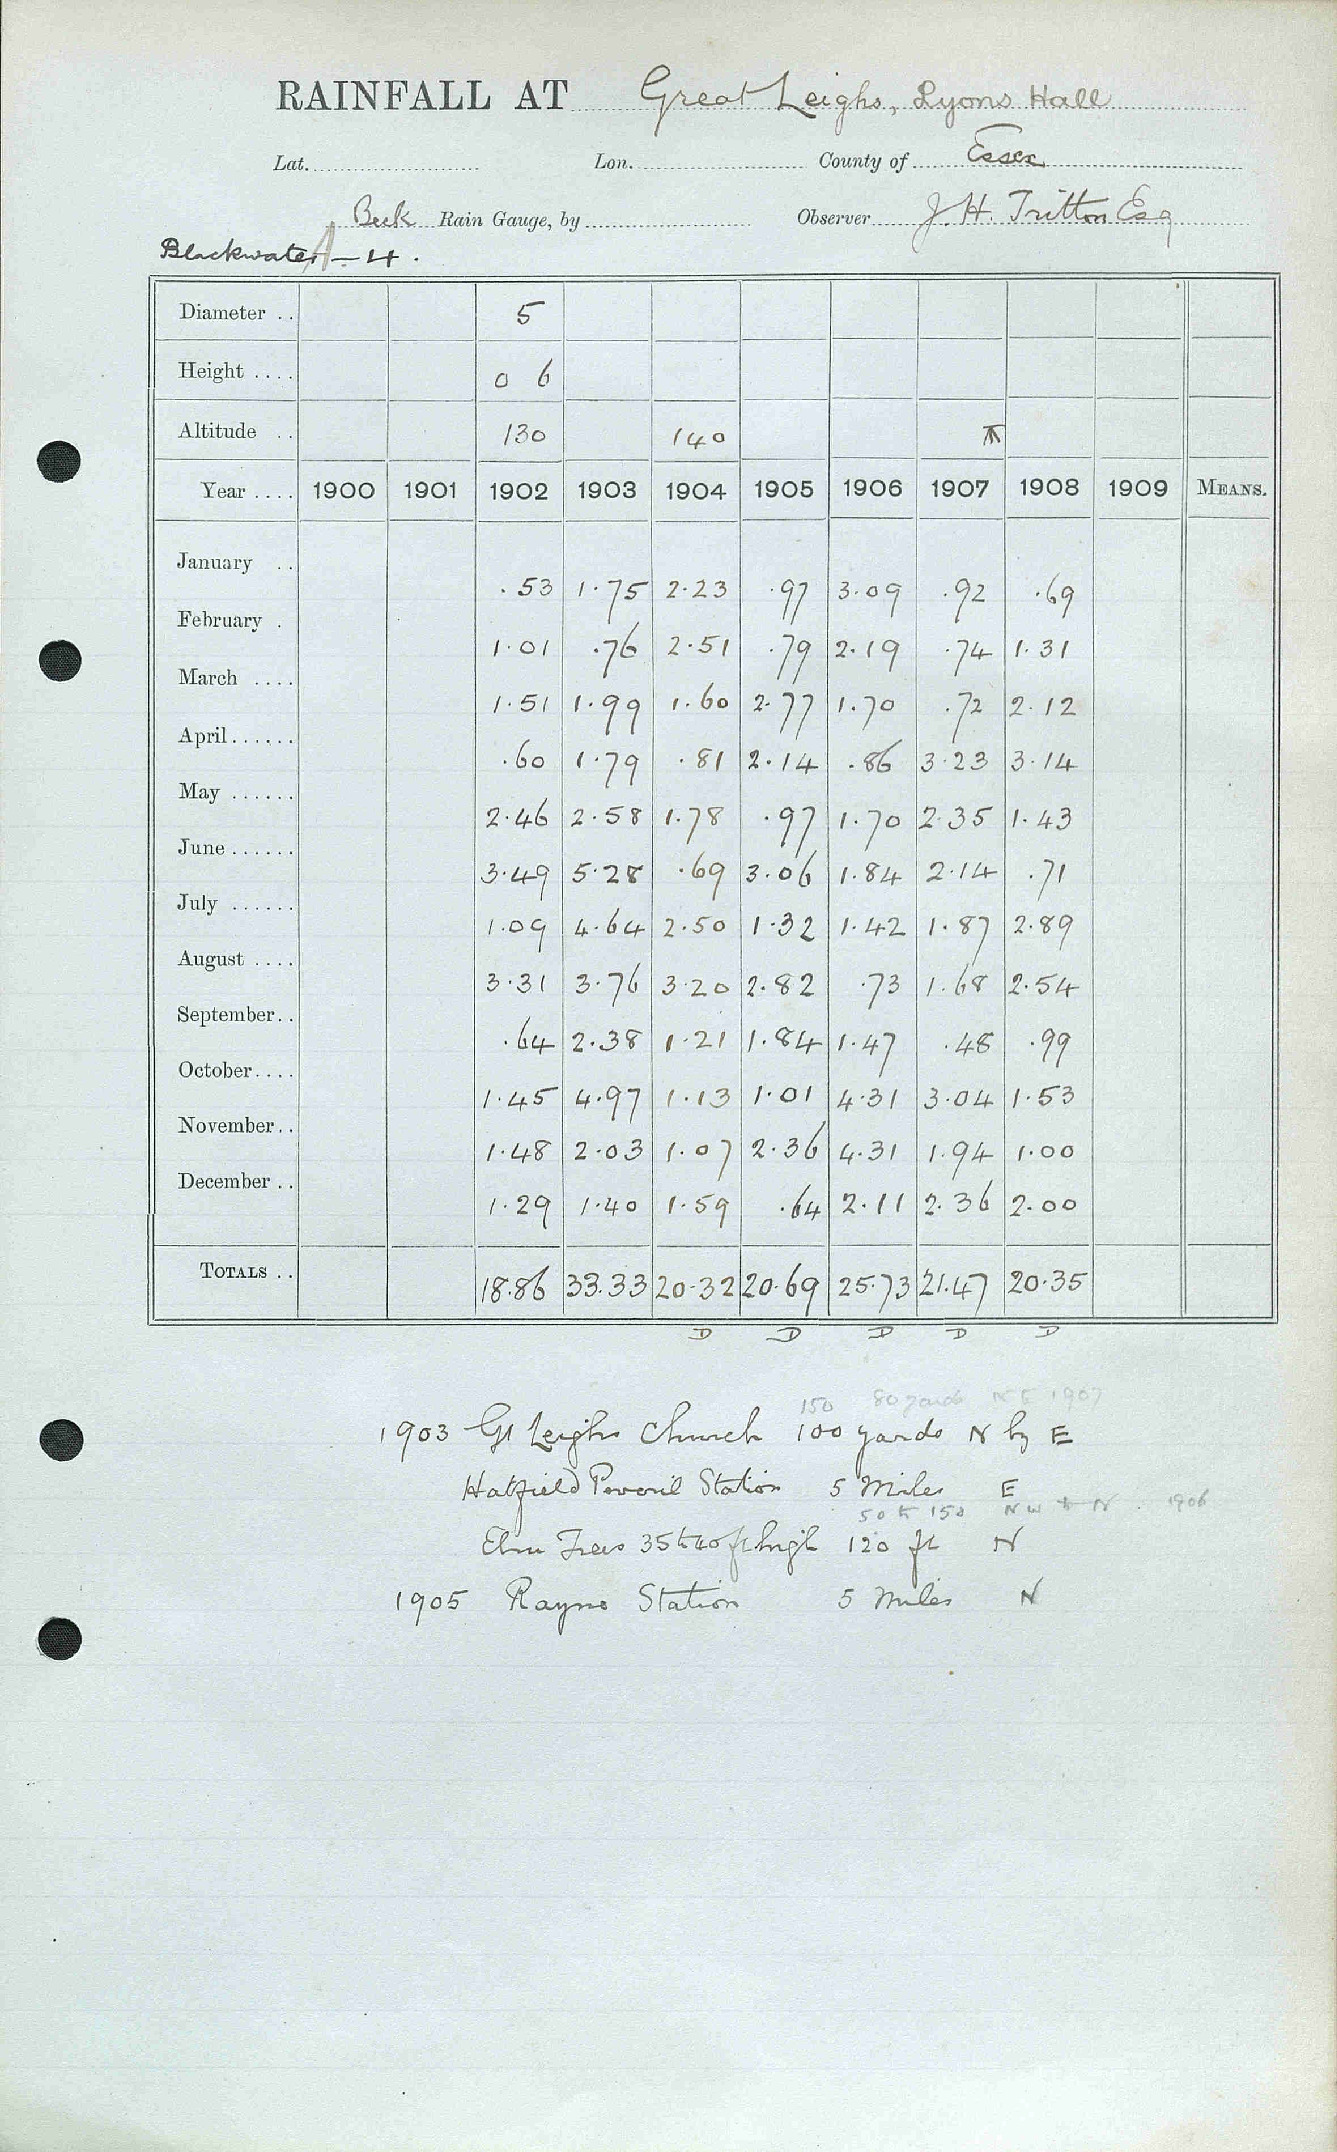 RAINFALL AT Great Leighs, Lyons Hall
Lat. Lon. County of Essex
Beck Rain Gauge, by Observer J. H. Tritton Esq
Blackwater A - 4.
Diameter .. 5
Height .... 0 6
Altitude .. 130 140
Year .... 1900 1901 1902 1903 1904 1905 1906 1907 1908 1909 MEANS.
January .. .53 1.75 2.23 .97 3.09 .92 .69
February . 1.01 .76 2.51 .79 2.19 .74 1.31
March .... 1.51 1.99 1.60 2.77 1.70 .72 2.12
April...... .60 1.79 .81 2.14 .86 3.23 3.14
May ...... 2.46 2.58 1.78 .97 1.70 2.35 1.43
June ...... 3.49 5.28 .69 3.06 1.84 2.14 .71
July ...... 1.09 4.64 2.50 1.32 1.42 1.87 2.89
August .... 3.31 3.76 3.20 2.82 .73 1.68 2.54
September.. .64 2.38 1.21 1.84 1.47 .48 .99
October.... 1.45 4.97 1.13 1.01 4.31 3.04 1.53
November.. 1.48 2.03 1.07 2.36 4.31 1.94 1.00
December .. 1.29 1.40 1.59 .64 2.11 2.36 2.00
TOTALS .. 18.86 33.33 20.32 20.69 25.73 21.47 20.35
D D D D D
150 80 yards N E 1907
1903 Gt Leighs Church 100 yards N by E
Hatfield Peveril Station 5 Miles E
50 to 150 NW to N. 1906
Elm Trees 35 to 40 ft high 120 ft N
1905 Rayne Station 5 Miles N